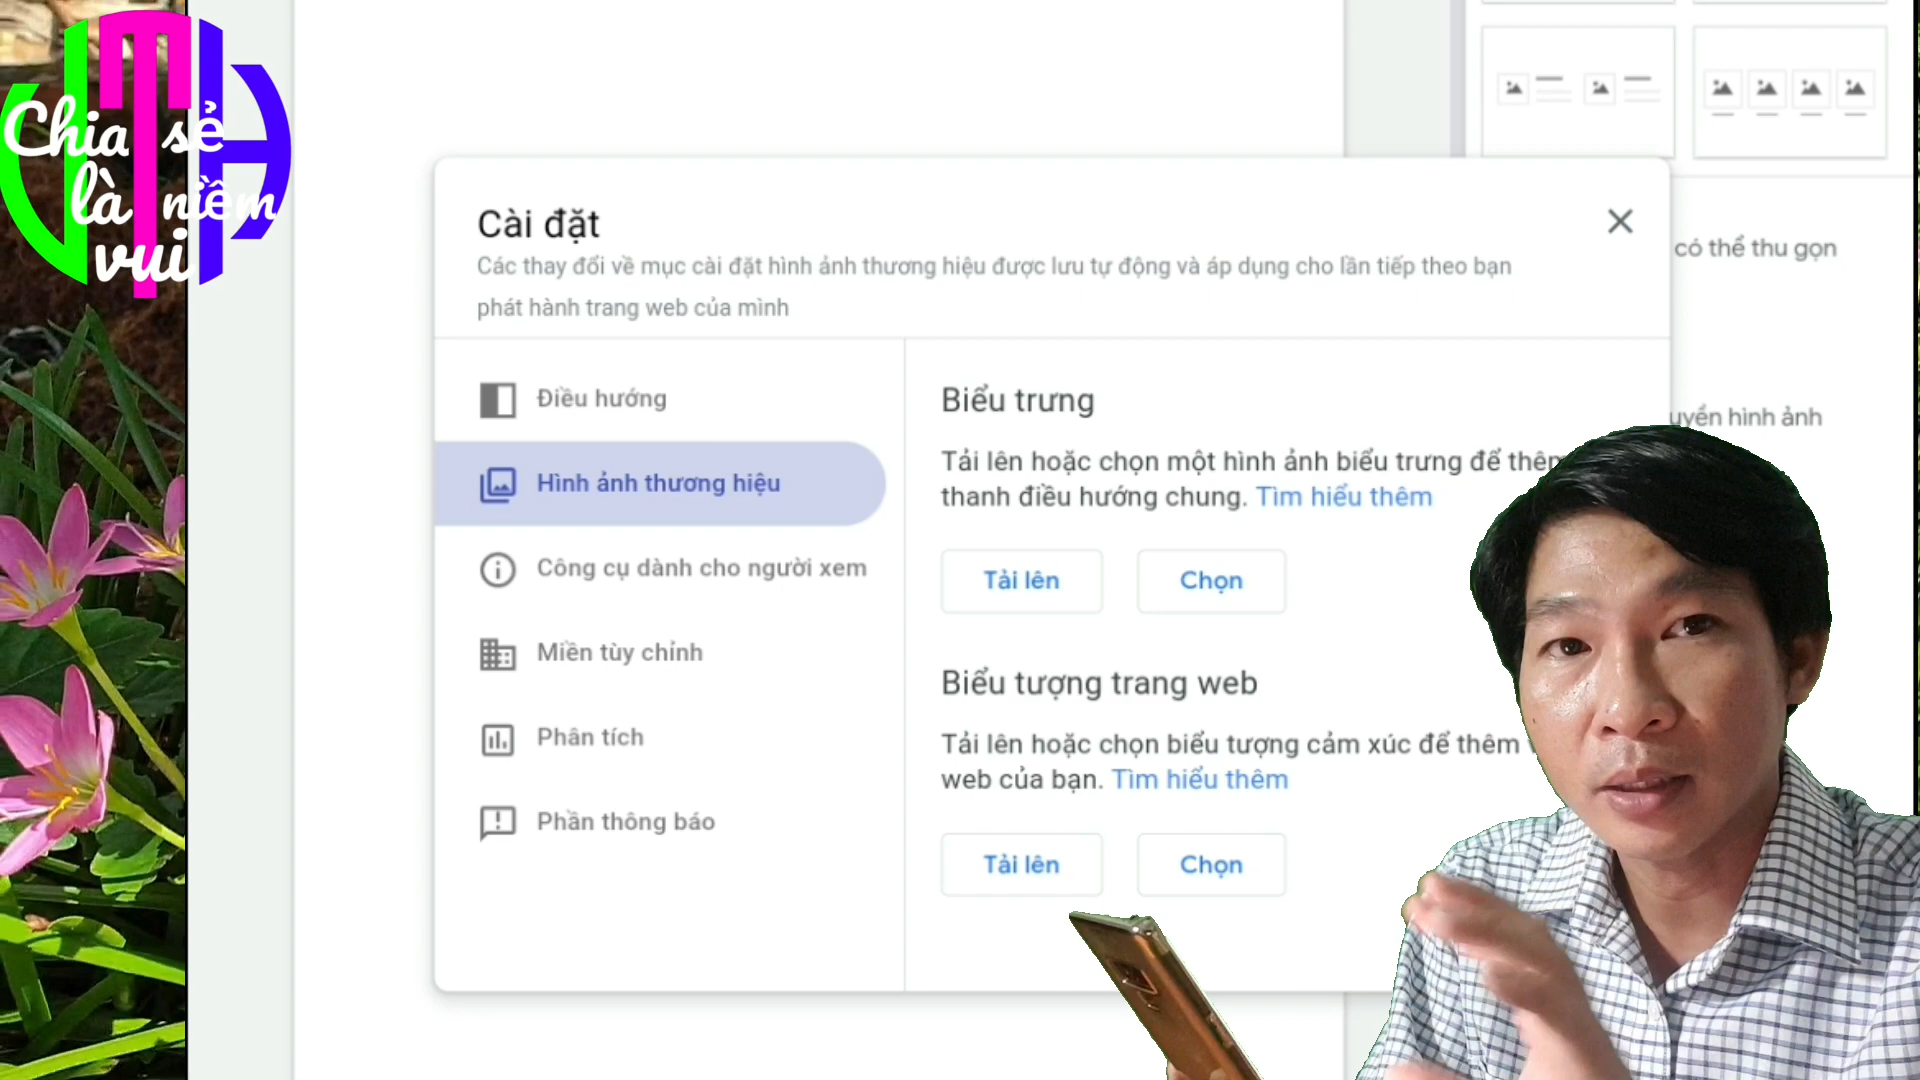 Chia sẻ
là niềm
vui
có thể thu gọn
Cài đặt
Các thay đổi về mục cài đặt hình ảnh thương hiệu được lưu tự động và áp dụng cho lần tiếp theo bạn
phát hành trang web của mình
Điều hướng
Hình ảnh thương hiệu
Công cụ dành cho người xem
Miền tùy chỉnh
Phân tích
Phần thông báo
Biểu trưng
Tải lên hoặc chọn một hình ảnh biểu trưng để thêm
thanh điều hướng chung. Tìm hiểu thêm
Tải lên
Chọn
Biểu tượng trang web
Tải lên hoặc chọn biểu tượng cảm xúc để thêm
web của bạn. Tìm hiểu thêm
Tải lên
Chọn
hình ảnh